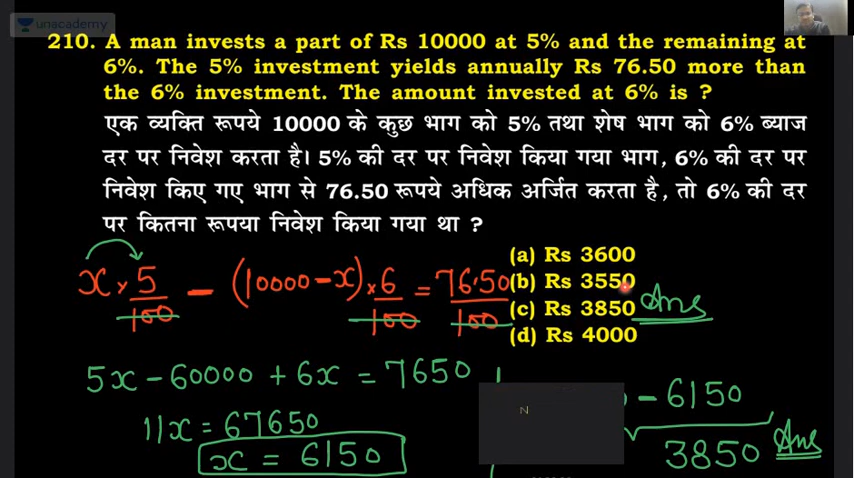 unacademy
210. A man invests a part of Rs 10000 at 5% and the remaining at
6%. The 5% investment yields annually Rs 76.50 more than
the 6% investment. The amount invested at 6% is ?
एक व्यक्ति रूपये 10000 के कुछ भाग को 5% तथा शेष भाग को 6% ब्याज
दर पर निवेश करता है। 5% की दर पर निवेश किया गया भाग, 6% की दर पर
निवेश किए गए भाग से 76.50 रूपये अधिक अर्जित करता है, तो 6% की दर
पर कितना रूपया निवेश किया गया था ?
(a) Rs 3600
x × 5/100 - (10000 - x) × 6/100 = 76.50/100
(b) Rs 3550
(c) Rs 3850 Ans
(d) Rs 4000
5x - 60000 + 6x = 7650
11x = 67650
x = 6150
N
- 6150
3850 Ans